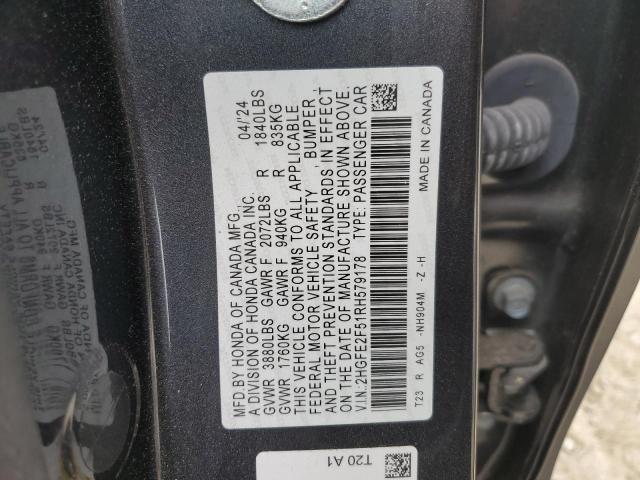 MFD.BY HONDA OF CANADA MFG., 04/'24
A DIVISION OF HONDA CANADA INC.
GVWR 3880LBS GAWR F 2072LBS R 1840LBS
GVWR 1760KG GAWR F 940KG R 835KG
THIS VEHICLE CONFORMS TO ALL APPLICABLE
FEDERAL MOTOR VEHICLE SAFETY , BUMPER ,
AND THEFT PREVENTION STANDARDS IN EFFECT
ON THE DATE OF MANUFACTURE SHOWN ABOVE.
V.I.N.:2HGFE2F51RH579178 TYPE: PASSENGER CAR
T23 R AG5 -NH904M -Z -H
MADE IN CANADA
T20 A1